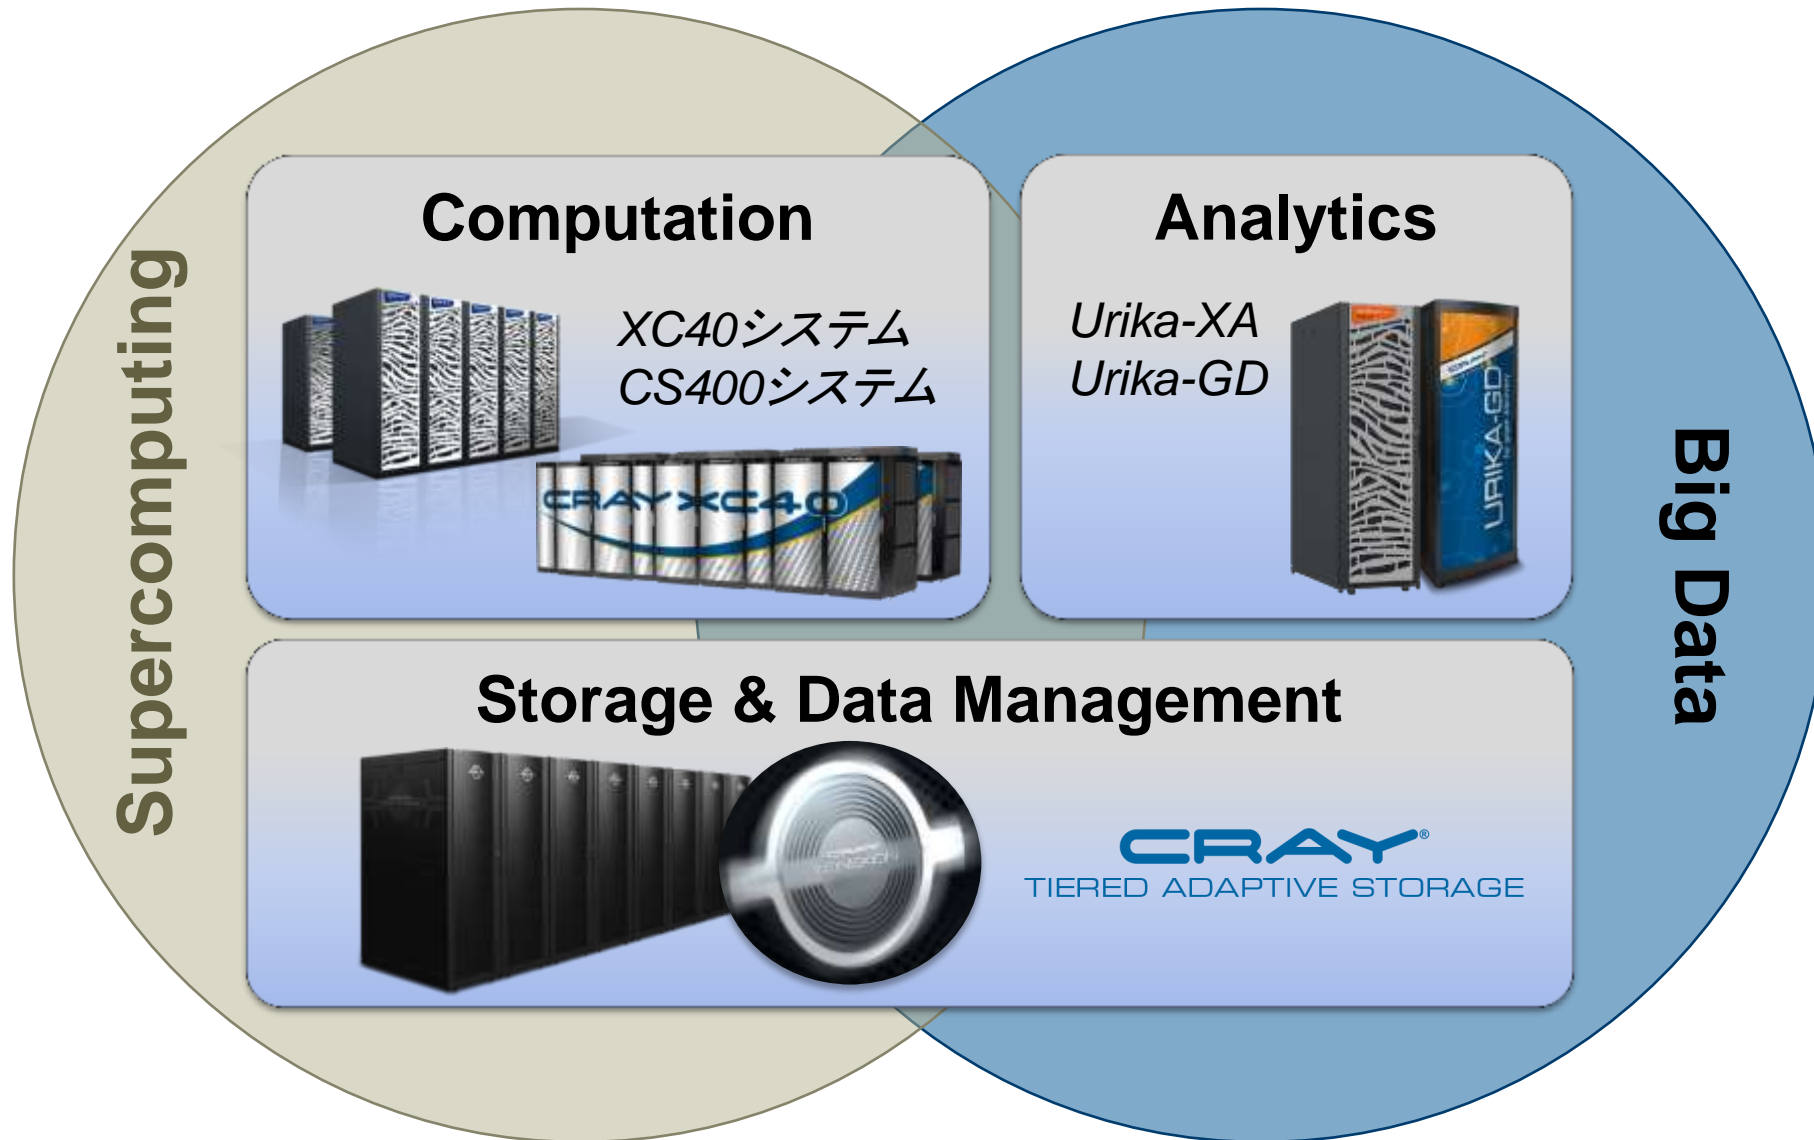 Supercomputing
Computation
XC40システム
CS400システム
CRAY XC40
Analytics
Urika-XA
Urika-GD
URIKA-GD
Big Data
Storage & Data Management
CRAY®
TIERED ADAPTIVE STORAGE